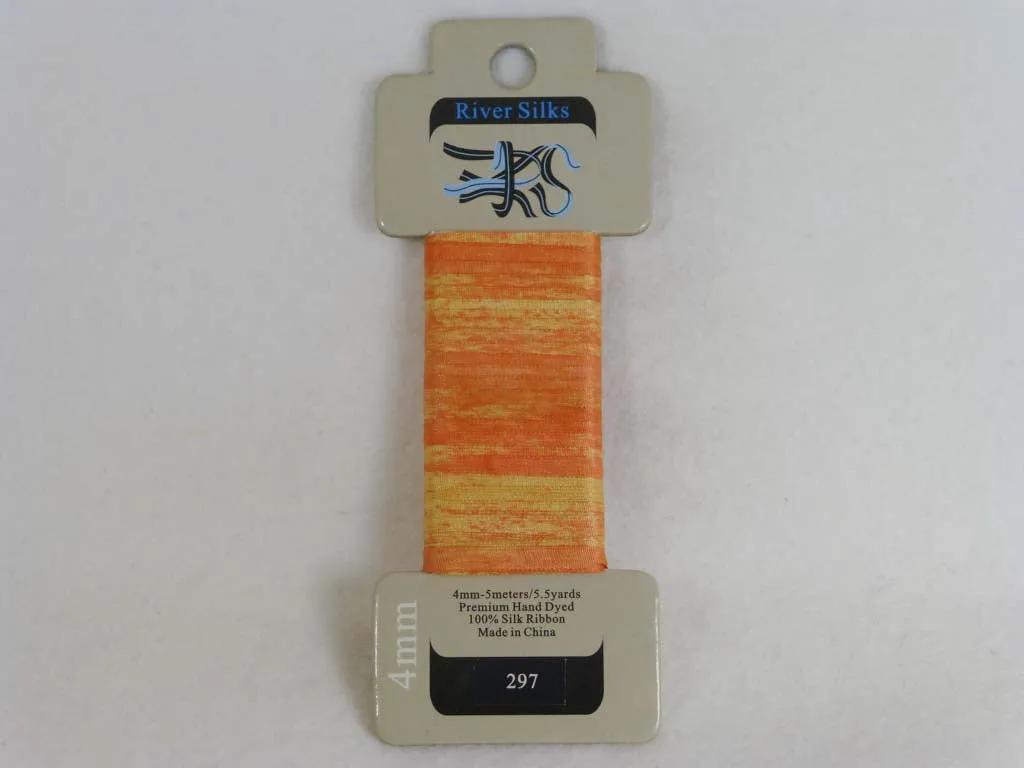 River Silks
4mm-5meters/5.5yards
Premium Hand Dyed
100% Silk Ribbon
Made in China
4mm
297